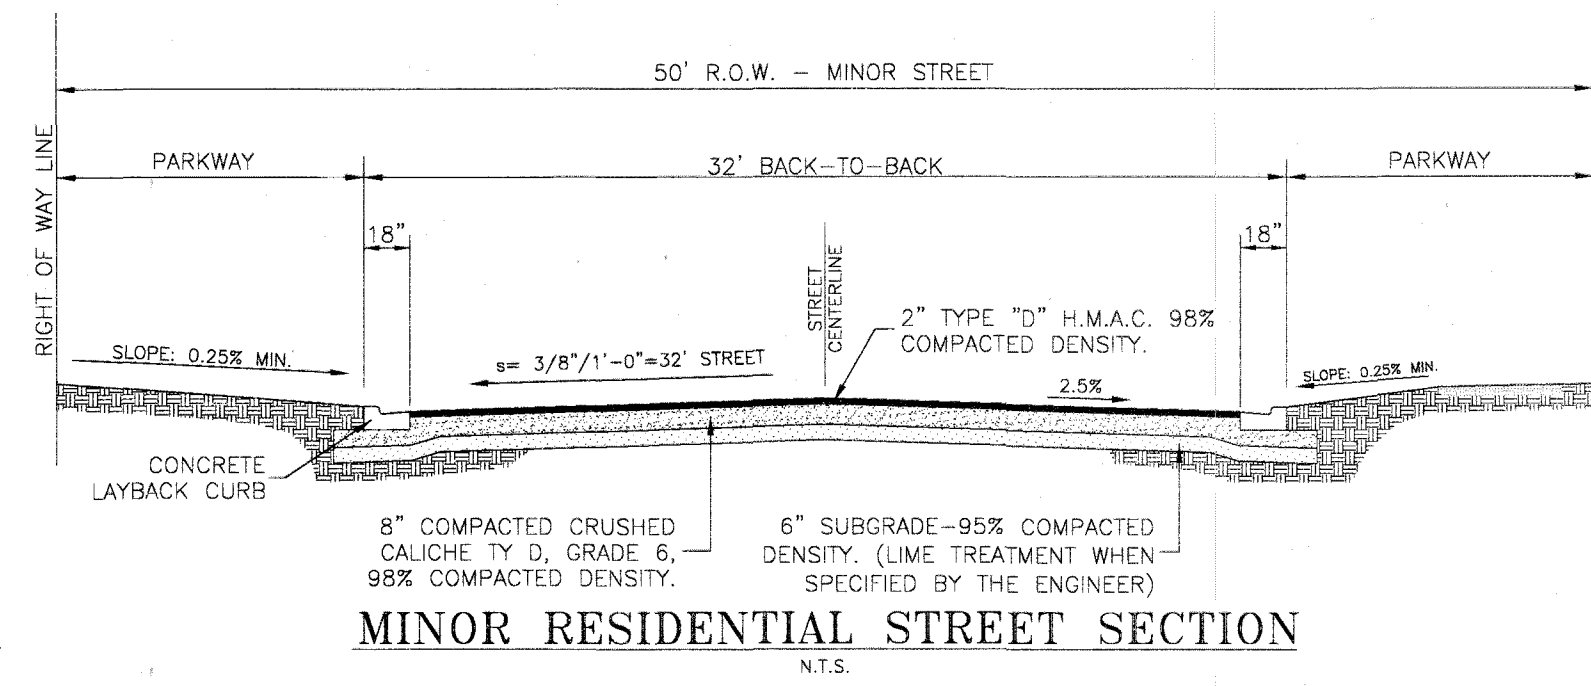 50' R.O.W. - MINOR STREET
RIGHT OF WAY LINE
PARKWAY
32' BACK-TO-BACK
PARKWAY
18"
18"
STREET
CENTERLINE
2" TYPE "D" H.M.A.C. 98%
COMPACTED DENSITY.
SLOPE: 0.25% MIN.
s= 3/8"/1'-0"=32' STREET
2.5%
SLOPE: 0.25% MIN.
CONCRETE
LAYBACK CURB
8" COMPACTED CRUSHED
CALICHE TY D, GRADE 6,
98% COMPACTED DENSITY.
6" SUBGRADE-95% COMPACTED
DENSITY. (LIME TREATMENT WHEN
SPECIFIED BY THE ENGINEER)
MINOR RESIDENTIAL STREET SECTION
N.T.S.